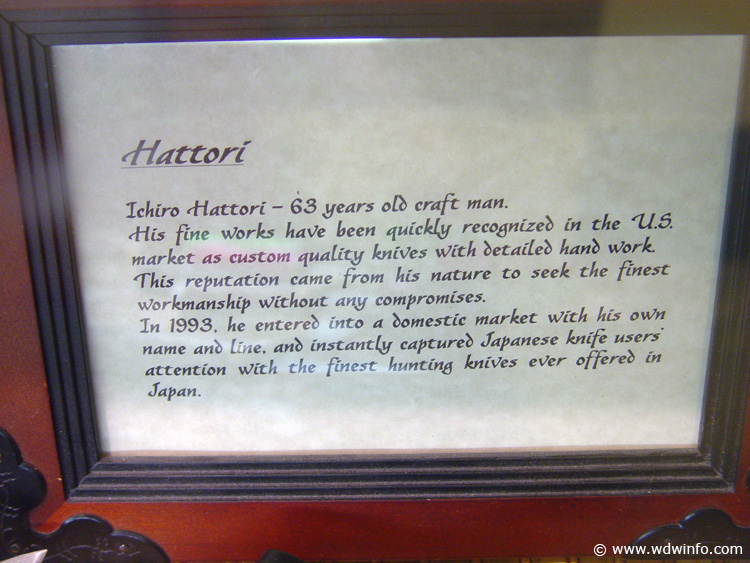 Hattori
Ichiro Hattori – 63 years old craft man.
His fine works have been quickly recognized in the U.S.
market as custom quality knives with detailed hand work.
This reputation came from his nature to seek the finest
workmanship without any compromises.
In 1993, he entered into a domestic market with his own
name and line, and instantly captured Japanese knife users'
attention with the finest hunting knives ever offered in
Japan.
© www.wdwinfo.com